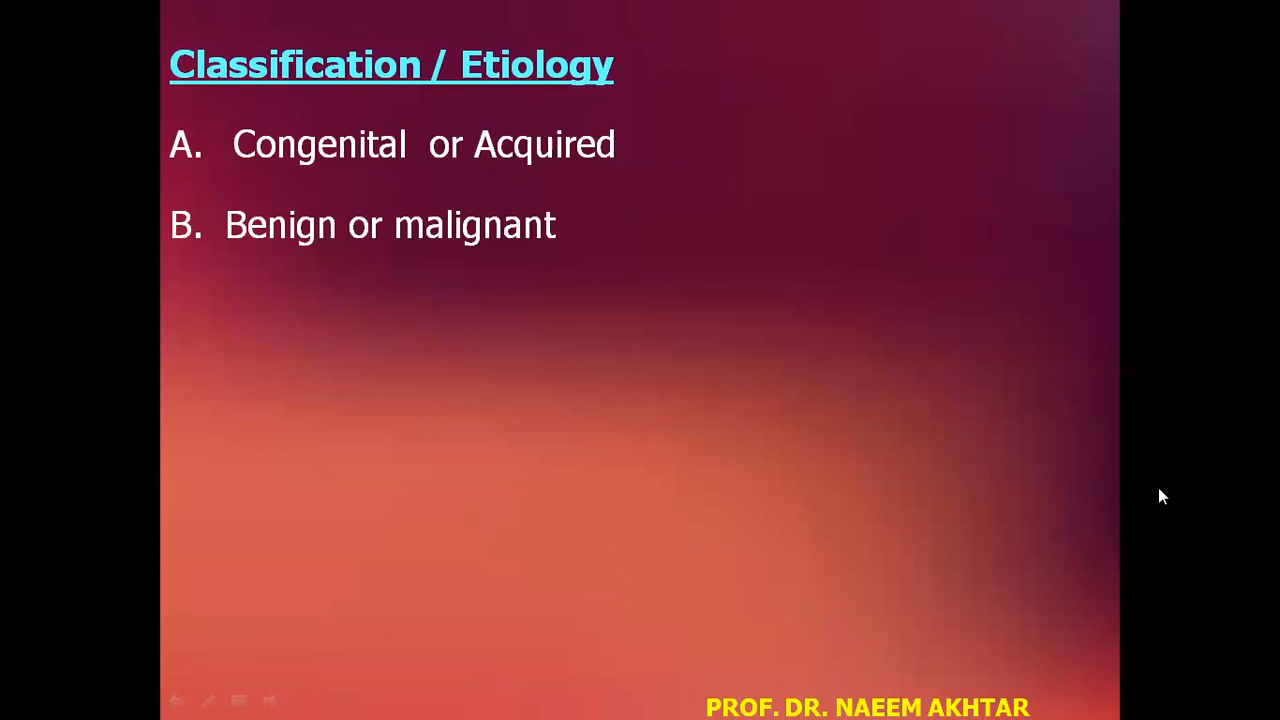 Classification / Etiology
A. Congenital or Acquired
B. Benign or malignant
PROF. DR. NAEEM AKHTAR